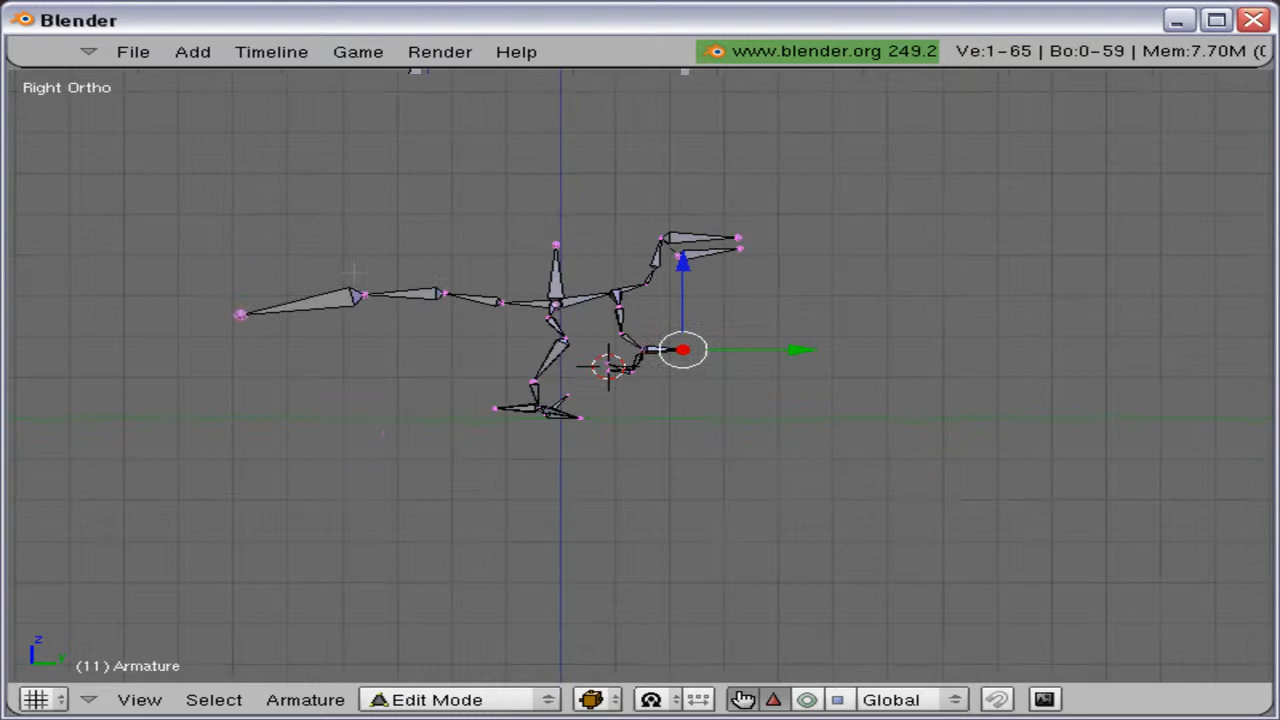 Blender
File Add Timeline Game Render Help www.blender.org 249.2 Ve:1-65 | Bo:0-59 | Mem:7.70M (
Right Ortho
z
y
(11) Armature
View Select Armature Edit Mode Global